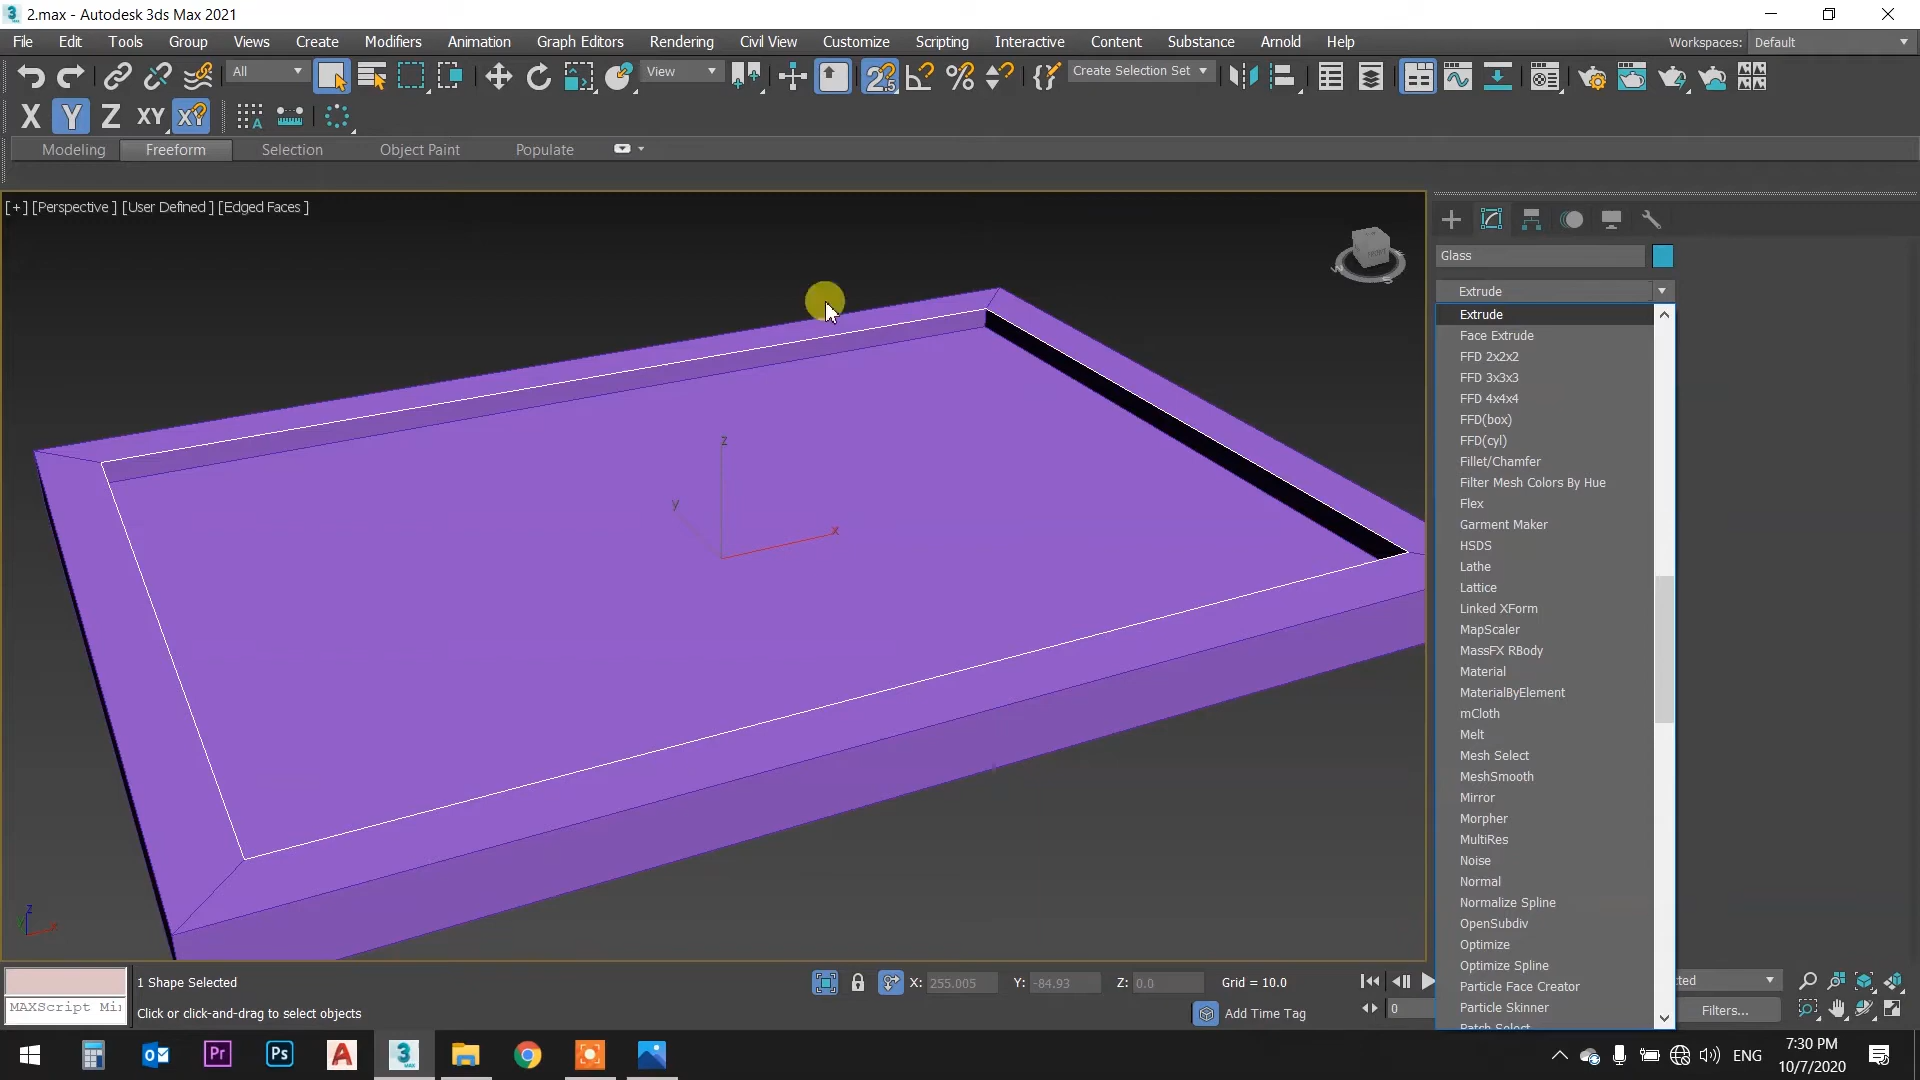 2.max - Autodesk 3ds Max 2021
File Edit Tools Group Views Create Modifiers Animation Graph Editors Rendering Civil View Customize Scripting Interactive Content Substance Arnold Help Workspaces: Default
All View Create Selection Set
X Y Z XY XY
Modeling Freeform Selection Object Paint Populate
[+] [Perspective ] [User Defined ] [Edged Faces ]
Glass
Extrude
Extrude
Face Extrude
FFD 2x2x2
FFD 3x3x3
FFD 4x4x4
FFD(box)
FFD(cyl)
Fillet/Chamfer
Filter Mesh Colors By Hue
Flex
Garment Maker
HSDS
Lathe
Lattice
Linked XForm
MapScaler
MassFX RBody
Material
MaterialByElement
mCloth
Melt
Mesh Select
MeshSmooth
Mirror
Morpher
MultiRes
Noise
Normal
Normalize Spline
OpenSubdiv
Optimize
Optimize Spline
Particle Face Creator
Particle Skinner
Patch Select
z
y
x
1 Shape Selected X: 255.005 Y: -84.93 Z: 0.0 Grid = 10.0
MAXScript Mi
Click or click-and-drag to select objects
Add Time Tag
0
Filters...
7:30 PM
ENG
10/7/2020